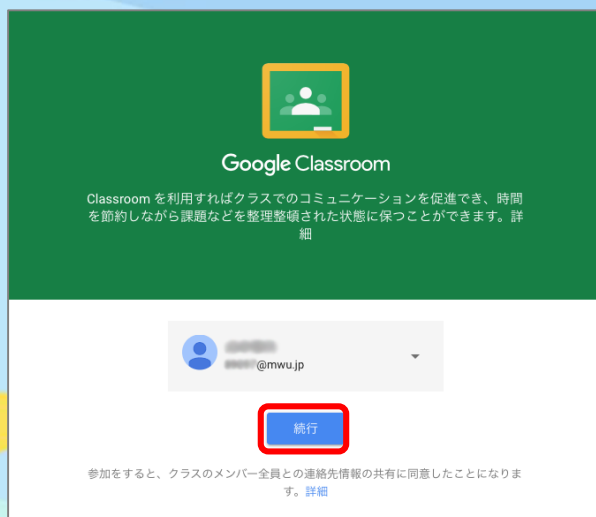 Google Classroom
Classroom を利用すればクラスでのコミュニケーションを促進でき、時間
を節約しながら課題などを整理整頓された状態に保つことができます。詳
細
@mwu.jp
続行
参加をすると、クラスのメンバー全員との連絡先情報の共有に同意したことになりま
す。詳細